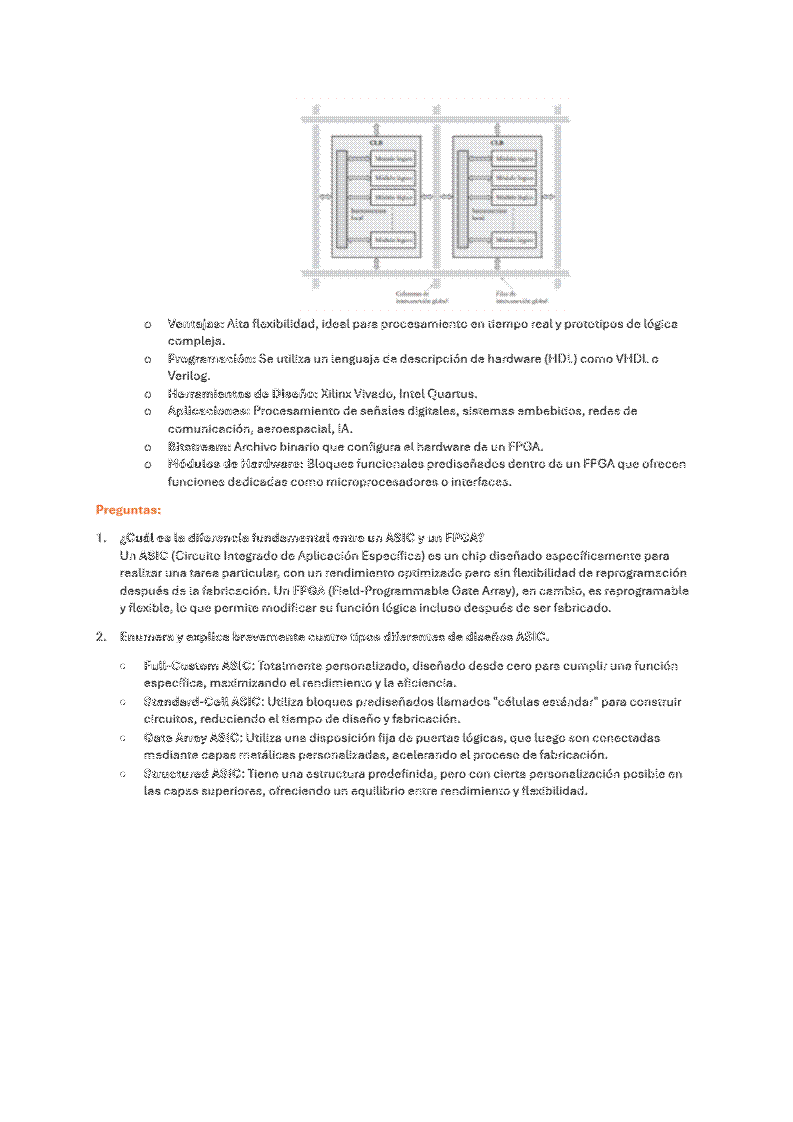 CLB CLB
Módulo lógico Módulo lógico
Módulo lógico Módulo lógico
Módulo lógico Módulo lógico
Interconexión Interconexión
local local
Módulo lógico Módulo lógico
Columna de Filas de
interconexión global interconexión global
o Ventajas: Alta flexibilidad, ideal para procesamiento en tiempo real y prototipos de lógica
compleja.
o Programación: Se utiliza un lenguaje de descripción de hardware (HDL) como VHDL o
Verilog.
o Herramientas de Diseño: Xilinx Vivado, Intel Quartus.
o Aplicaciones: Procesamiento de señales digitales, sistemas embebidos, redes de
comunicación, aeroespacial, IA.
o Bitstream: Archivo binario que configura el hardware de un FPGA.
o Módulos de Hardware: Bloques funcionales prediseñados dentro de un FPGA que ofrecen
funciones dedicadas como microprocesadores o interfaces.
Preguntas:
1. ¿Cuál es la diferencia fundamental entre un ASIC y un FPGA?
Un ASIC (Circuito Integrado de Aplicación Específica) es un chip diseñado específicamente para
realizar una tarea particular, con un rendimiento optimizado pero sin flexibilidad de reprogramación
después de la fabricación. Un FPGA (Field-Programmable Gate Array), en cambio, es reprogramable
y flexible, lo que permite modificar su función lógica incluso después de ser fabricado.
2. Enumera y explica brevemente cuatro tipos diferentes de diseños ASIC.
○ Full-Custom ASIC: Totalmente personalizado, diseñado desde cero para cumplir una función
específica, maximizando el rendimiento y la eficiencia.
○ Standard-Cell ASIC: Utiliza bloques prediseñados llamados "células estándar" para construir
circuitos, reduciendo el tiempo de diseño y fabricación.
○ Gate Array ASIC: Utiliza una disposición fija de puertas lógicas, que luego son conectadas
mediante capas metálicas personalizadas, acelerando el proceso de fabricación.
○ Structured ASIC: Tiene una estructura predefinida, pero con cierta personalización posible en
las capas superiores, ofreciendo un equilibrio entre rendimiento y flexibilidad.